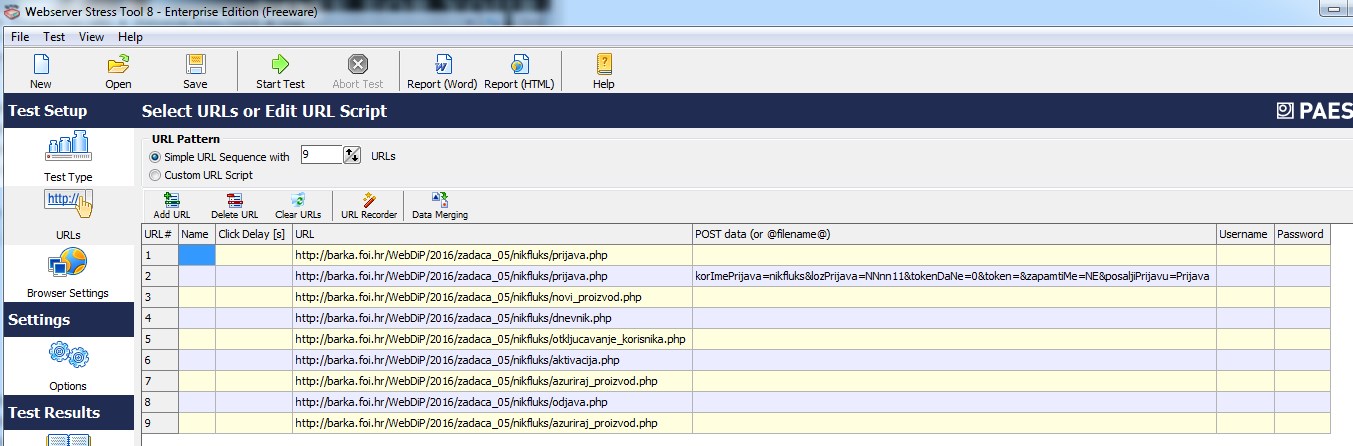 Webserver Stress Tool 8 - Enterprise Edition (Freeware)
File Test View Help
New Open Save Start Test Abort Test Report (Word) Report (HTML) Help
Test Setup
Select URLs or Edit URL Script
PAES
Test Type
http://
URLs
Browser Settings
Settings
Options
Test Results
URL Pattern
Simple URL Sequence with 9 URLs
Custom URL Script
Add URL Delete URL Clear URLs URL Recorder Data Merging
URL # Name Click Delay [s] URL POST data (or @filename@) Username Password
1 http://barka.foi.hr/WebDiP/2016/zadaca_05/nikfluks/prijava.php
2 http://barka.foi.hr/WebDiP/2016/zadaca_05/nikfluks/prijava.php korImePrijava=nikfluks&lozPrijava=NNnn11&tokenDaNe=0&token=&zapamtiMe=NE&posaljiPrijavu=Prijava
3 http://barka.foi.hr/WebDiP/2016/zadaca_05/nikfluks/novi_proizvod.php
4 http://barka.foi.hr/WebDiP/2016/zadaca_05/nikfluks/dnevnik.php
5 http://barka.foi.hr/WebDiP/2016/zadaca_05/nikfluks/otkljucavanje_korisnika.php
6 http://barka.foi.hr/WebDiP/2016/zadaca_05/nikfluks/aktivacija.php
7 http://barka.foi.hr/WebDiP/2016/zadaca_05/nikfluks/azuriraj_proizvod.php
8 http://barka.foi.hr/WebDiP/2016/zadaca_05/nikfluks/odjava.php
9 http://barka.foi.hr/WebDiP/2016/zadaca_05/nikfluks/azuriraj_proizvod.php